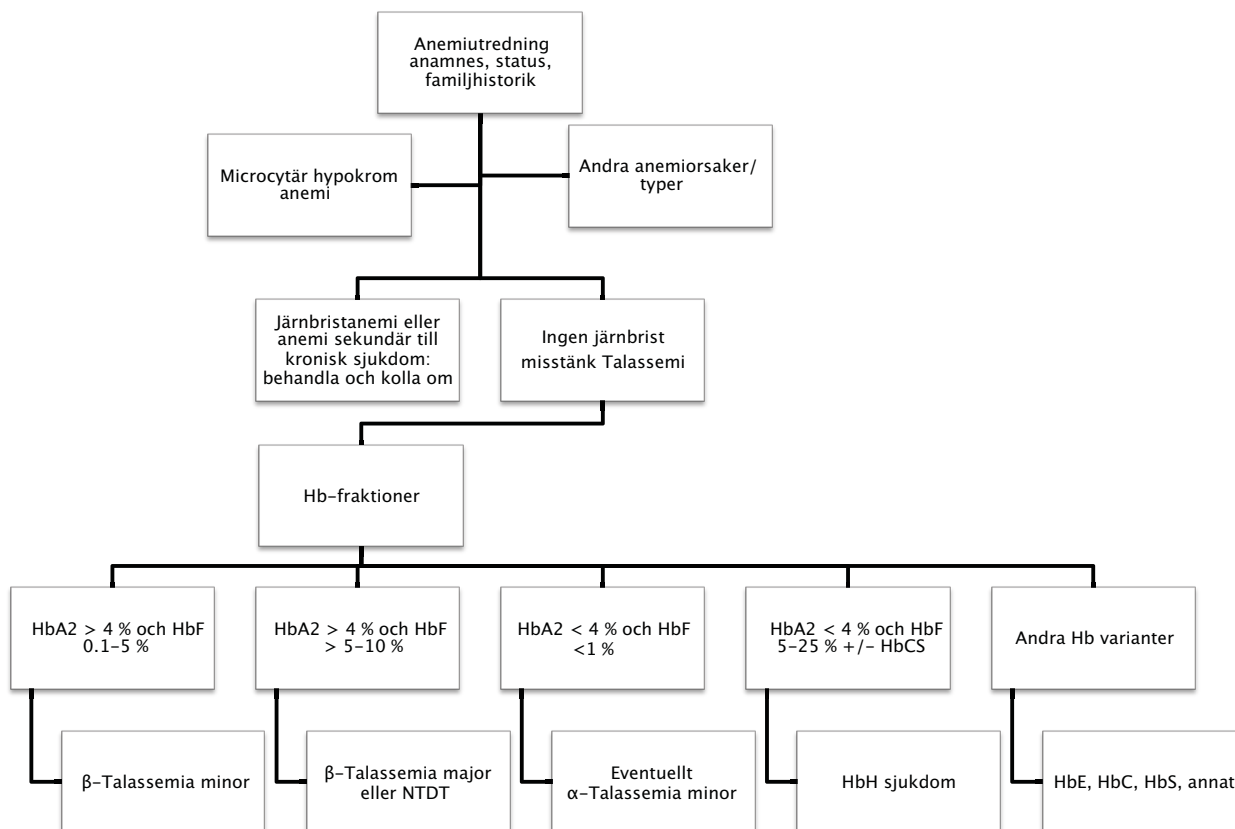 Anemiutredning
anamnes, status,
familjhistorik
Microcytär hypokrom
anemi
Andra anemiorsaker/
typer
Järnbristanemi eller
anemi sekundär till
kronisk sjukdom:
behandla och kolla om
Ingen järnbrist
misstänk Talassemi
Hb-fraktioner
HbA2 > 4 % och HbF
0.1-5 %
HbA2 > 4 % och HbF
> 5-10 %
HbA2 < 4 % och HbF
<1 %
HbA2 < 4 % och HbF
5-25 % +/- HbCS
Andra Hb varianter
β-Talassemia minor
β-Talassemia major
eller NTDT
Eventuellt
α-Talassemia minor
HbH sjukdom
HbE, HbC, HbS, annat